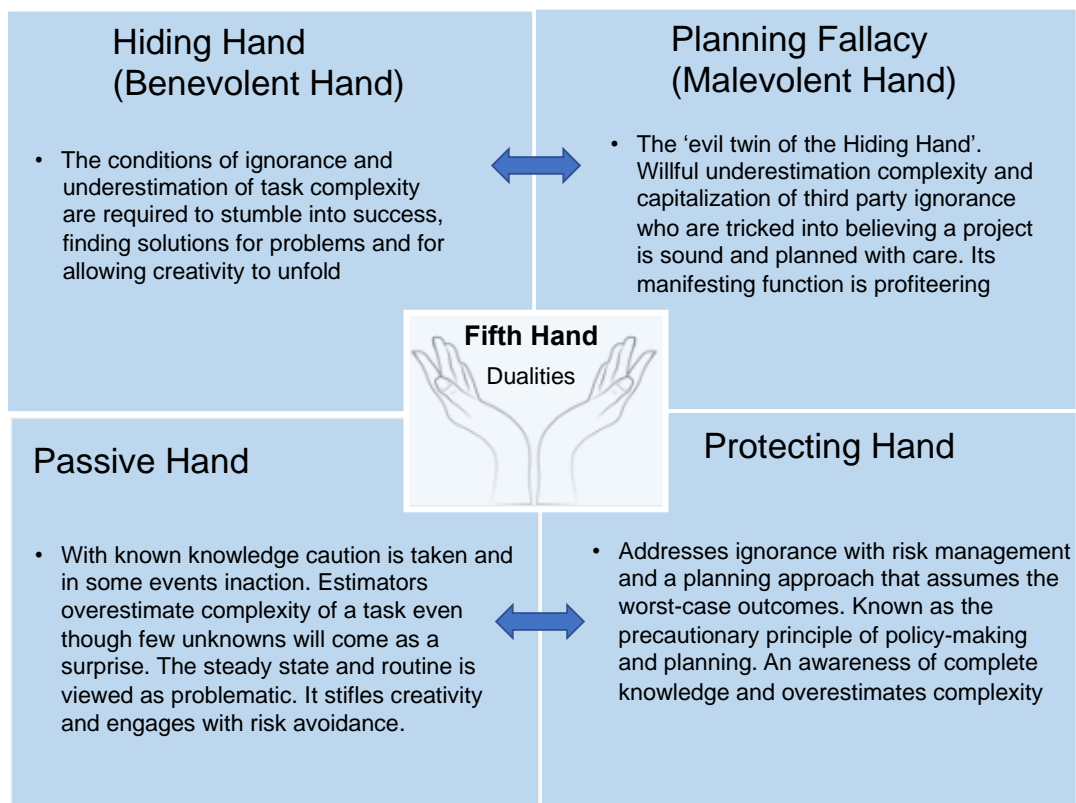 Hiding Hand
(Benevolent Hand)
• The conditions of ignorance and
underestimation of task complexity
are required to stumble into success,
finding solutions for problems and for
allowing creativity to unfold
Planning Fallacy
(Malevolent Hand)
• The ‘evil twin of the Hiding Hand’.
Willful underestimation complexity and
capitalization of third party ignorance
who are tricked into believing a project
is sound and planned with care. Its
manifesting function is profiteering
Fifth Hand
Dualities
Passive Hand
• With known knowledge caution is taken and
in some events inaction. Estimators
overestimate complexity of a task even
though few unknowns will come as a
surprise. The steady state and routine is
viewed as problematic. It stifles creativity
and engages with risk avoidance.
Protecting Hand
• Addresses ignorance with risk management
and a planning approach that assumes the
worst-case outcomes. Known as the
precautionary principle of policy-making
and planning. An awareness of complete
knowledge and overestimates complexity